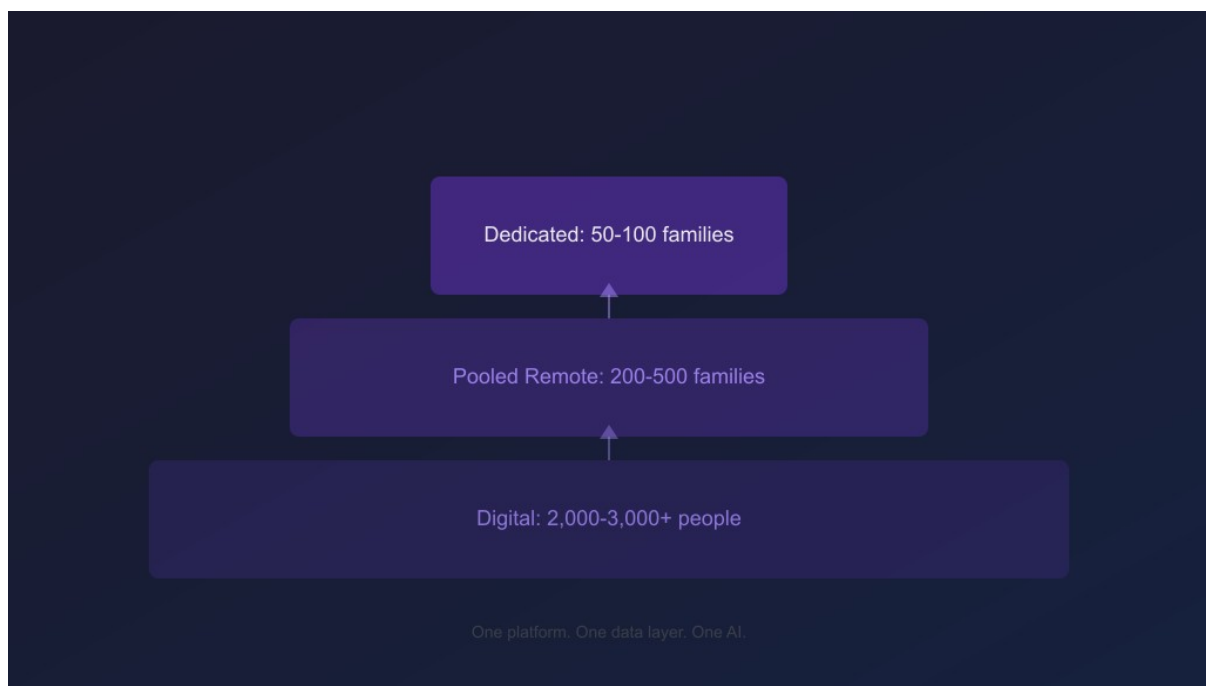 Dedicated: 50-100 families
Pooled Remote: 200-500 families
Digital: 2,000-3,000+ people
One platform. One data layer. One AI.